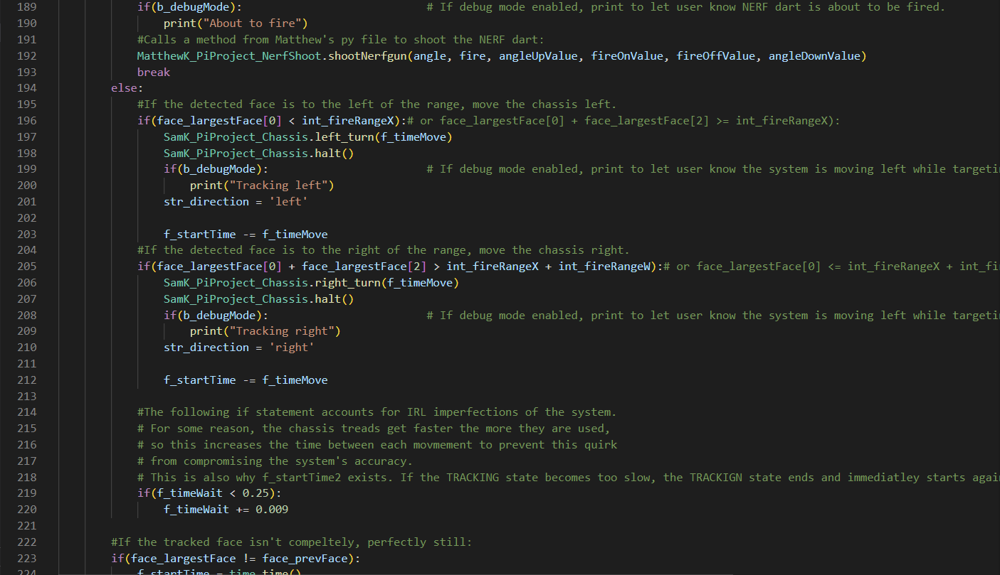 189 if(b_debugMode): # If debug mode enabled, print to let user know NERF dart is about to be fired.
190 print("About to fire")
191 #Calls a method from Matthew's py file to shoot the NERF dart:
192 MatthewK_PiProject_NerfShoot.shootNerfgun(angle, fire, angleUpValue, fireOnValue, fireOffValue, angleDownValue)
193 break
194 else:
195 #If the detected face is to the left of the range, move the chassis left.
196 if(face_largestFace[0] < int_fireRangeX):# or face_largestFace[0] + face_largestFace[2] >= int_fireRangeX):
197 SamK_PiProject_Chassis.left_turn(f_timeMove)
198 SamK_PiProject_Chassis.halt()
199 if(b_debugMode): # If debug mode enabled, print to let user know the system is moving left while targeti
200 print("Tracking left")
201 str_direction = 'left'
202
203 f_startTime -= f_timeMove
204 #If the detected face is to the right of the range, move the chassis right.
205 if(face_largestFace[0] + face_largestFace[2] > int_fireRangeX + int_fireRangeW):# or face_largestFace[0] <= int_fireRangeX + int_fi
206 SamK_PiProject_Chassis.right_turn(f_timeMove)
207 SamK_PiProject_Chassis.halt()
208 if(b_debugMode): # If debug mode enabled, print to let user know the system is moving left while targeti
209 print("Tracking right")
210 str_direction = 'right'
211
212 f_startTime -= f_timeMove
213
214 #The following if statement accounts for IRL imperfections of the system.
215 # For some reason, the chassis treads get faster the more they are used,
216 # so this increases the time between each movmement to prevent this quirk
217 # from compromising the system's accuracy.
218 # This is also why f_startTime2 exists. If the TRACKING state becomes too slow, the TRACKIGN state ends and immediatley starts agai
219 if(f_timeWait < 0.25):
220 f_timeWait += 0.009
221
222 #If the tracked face isn't compeltely, perfectly still:
223 if(face_largestFace != face_prevFace):
224 f_startTime = time.time()